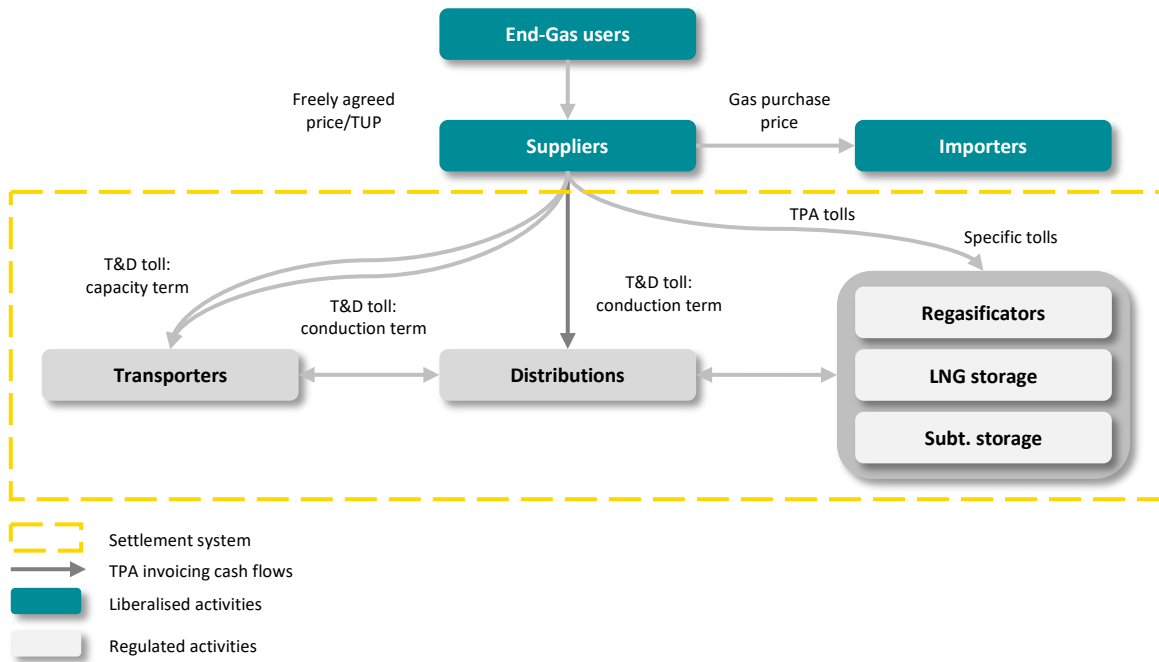 End-Gas users
Freely agreed
price/TUP
Gas purchase
price
Suppliers
Importers
TPA tolls
Specific tolls
T&D toll:
capacity term
T&D toll:
conduction term
T&D toll:
conduction term
Regasificators
Transporters
Distributions
LNG storage
Subt. storage
Settlement system
TPA invoicing cash flows
Liberalised activities
Regulated activities